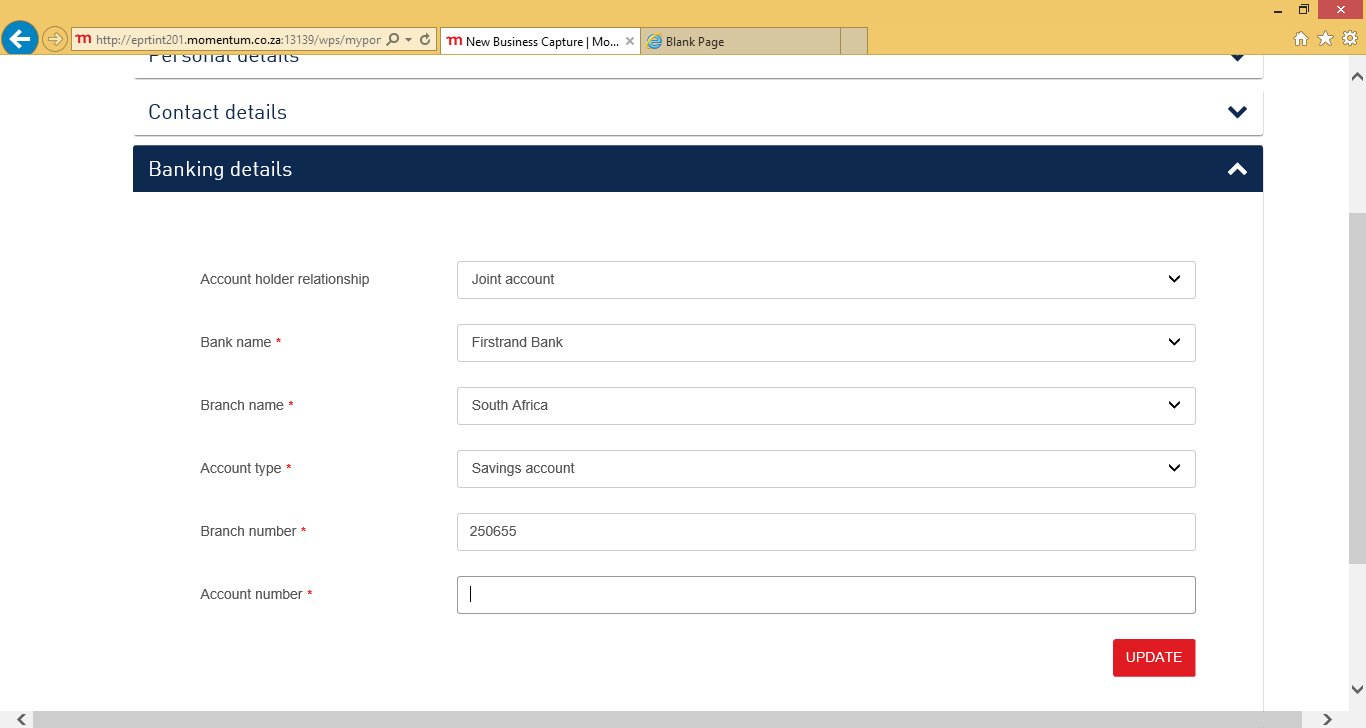 http://eprtint201.momentum.co.za:13139/wps/mypor
m New Business Capture | Mo...
Blank Page
Personal details
Contact details
Banking details
Account holder relationship Joint account
Bank name * Firstrand Bank
Branch name * South Africa
Account type * Savings account
Branch number * 250655
Account number *
UPDATE